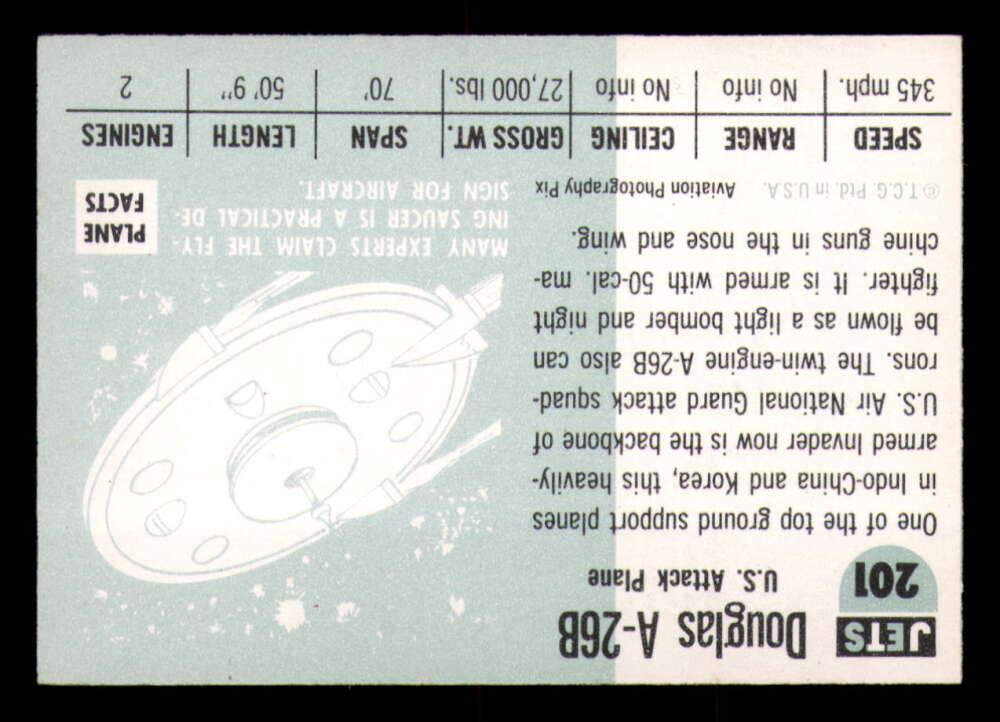 JETS
201
Douglas A-26B
U.S. Attack Plane
One of the top ground support planes
in Indo-China and Korea, this heavily-
armed Invader now is the backbone of
U.S. Air National Guard attack squad-
rons. The twin-engine A-26B also can
be flown as a light bomber and night
fighter. It is armed with 50-cal. ma-
chine guns in the nose and wing.
© T.C.G. Ptd. in U.S.A. Aviation Photography Pix
MANY EXPERTS CLAIM THE FLY-
ING SAUCER IS A PRACTICAL DE-
SIGN FOR AIRCRAFT.
PLANE
FACTS
SPEED RANGE CEILING GROSS WT. SPAN LENGTH ENGINES
345 mph. No info No info 27,000 lbs. 70' 50' 9" 2